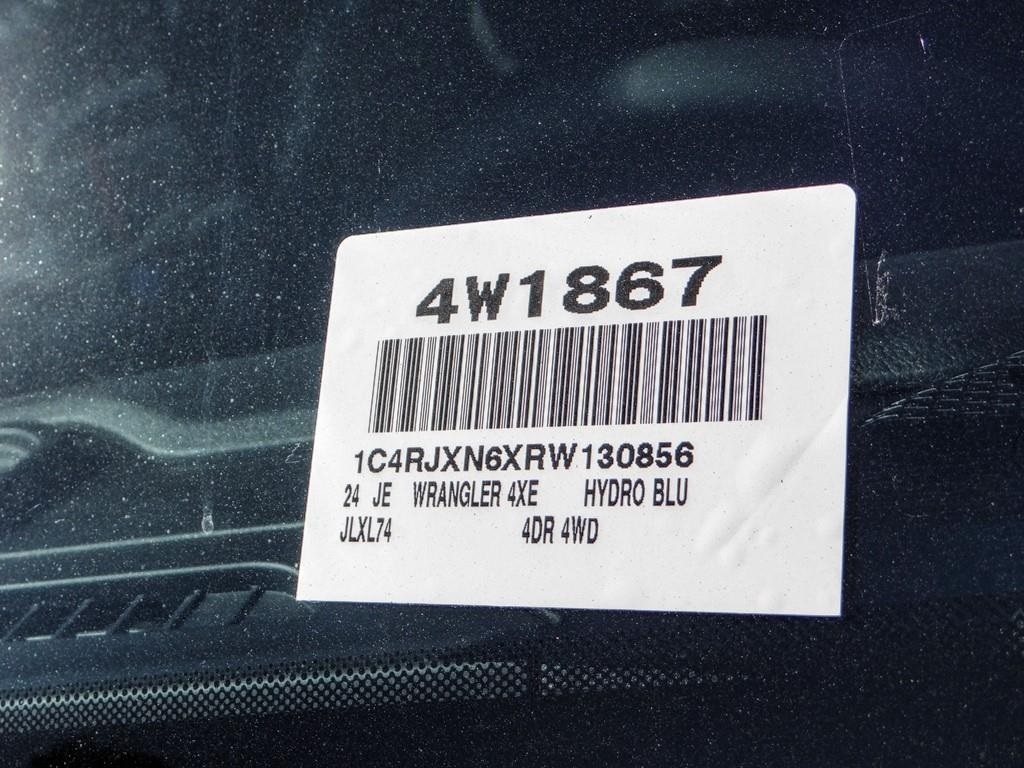 4W1867
1C4RJXN6XRW130856
24 JE WRANGLER 4XE HYDRO BLU
JLXL74 4DR 4WD